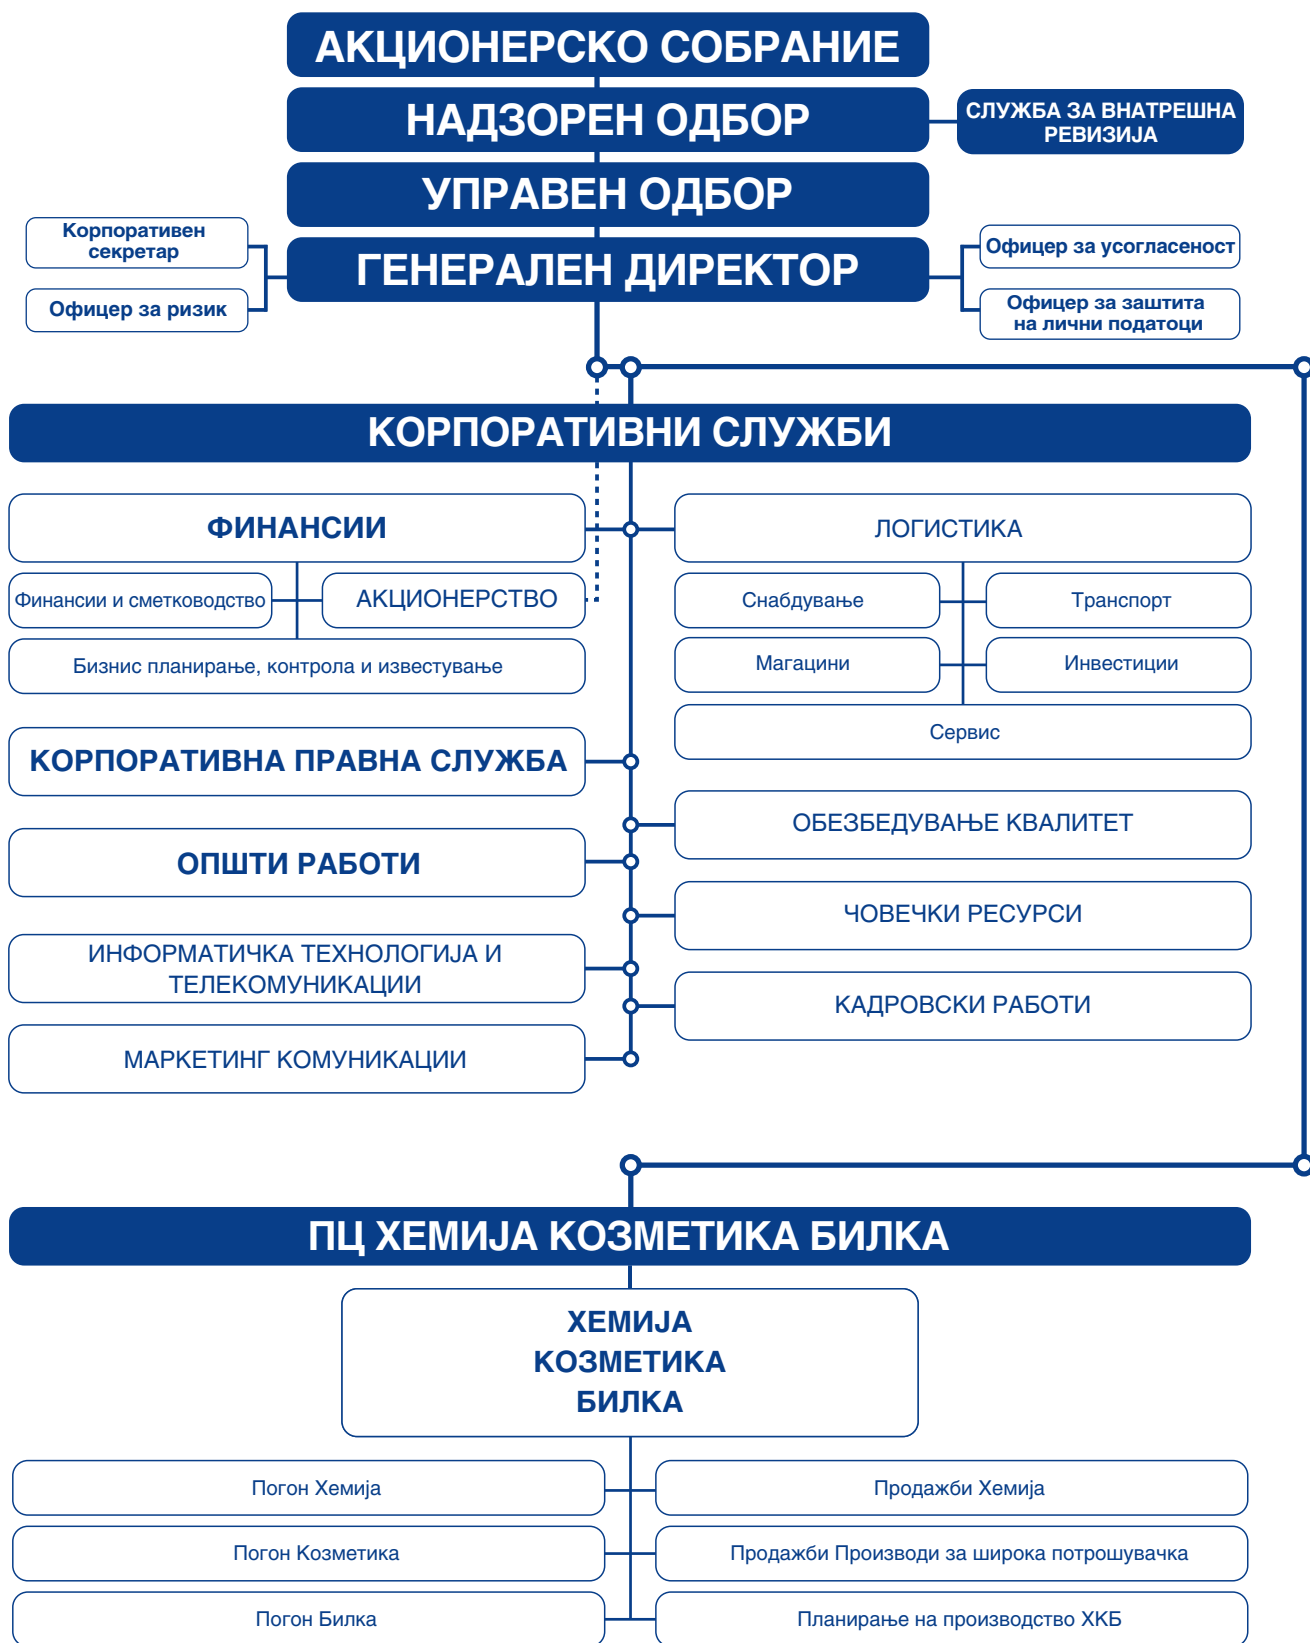 АКЦИОНЕРСКО СОБРАНИЕ
НАДЗОРЕН ОДБОР
СЛУЖБА ЗА ВНАТРЕШНА
РЕВИЗИЈА
УПРАВЕН ОДБОР
Корпоративен
секретар
ГЕНЕРАЛЕН ДИРЕКТОР
Офицер за усогласеност
Офицер за ризик
Офицер за заштита
на лични податоци
КОРПОРАТИВНИ СЛУЖБИ
ФИНАНСИИ
ЛОГИСТИКА
Финансии и сметководство
АКЦИОНЕРСТВО
Снабдување
Транспорт
Бизнис планирање, контрола и известување
Магацини
Инвестиции
Сервис
КОРПОРАТИВНА ПРАВНА СЛУЖБА
ОБЕЗБЕДУВАЊЕ КВАЛИТЕТ
ОПШТИ РАБОТИ
ЧОВЕЧКИ РЕСУРСИ
ИНФОРМАТИЧКА ТЕХНОЛОГИЈА И
ТЕЛЕКОМУНИКАЦИИ
КАДРОВСКИ РАБОТИ
МАРКЕТИНГ КОМУНИКАЦИИ
ПЦ ХЕМИЈА КОЗМЕТИКА БИЛКА
ХЕМИЈА
КОЗМЕТИКА
БИЛКА
Погон Хемија
Продажби Хемија
Погон Козметика
Продажби Производи за широка потрошувачка
Погон Билка
Планирање на производство ХКБ